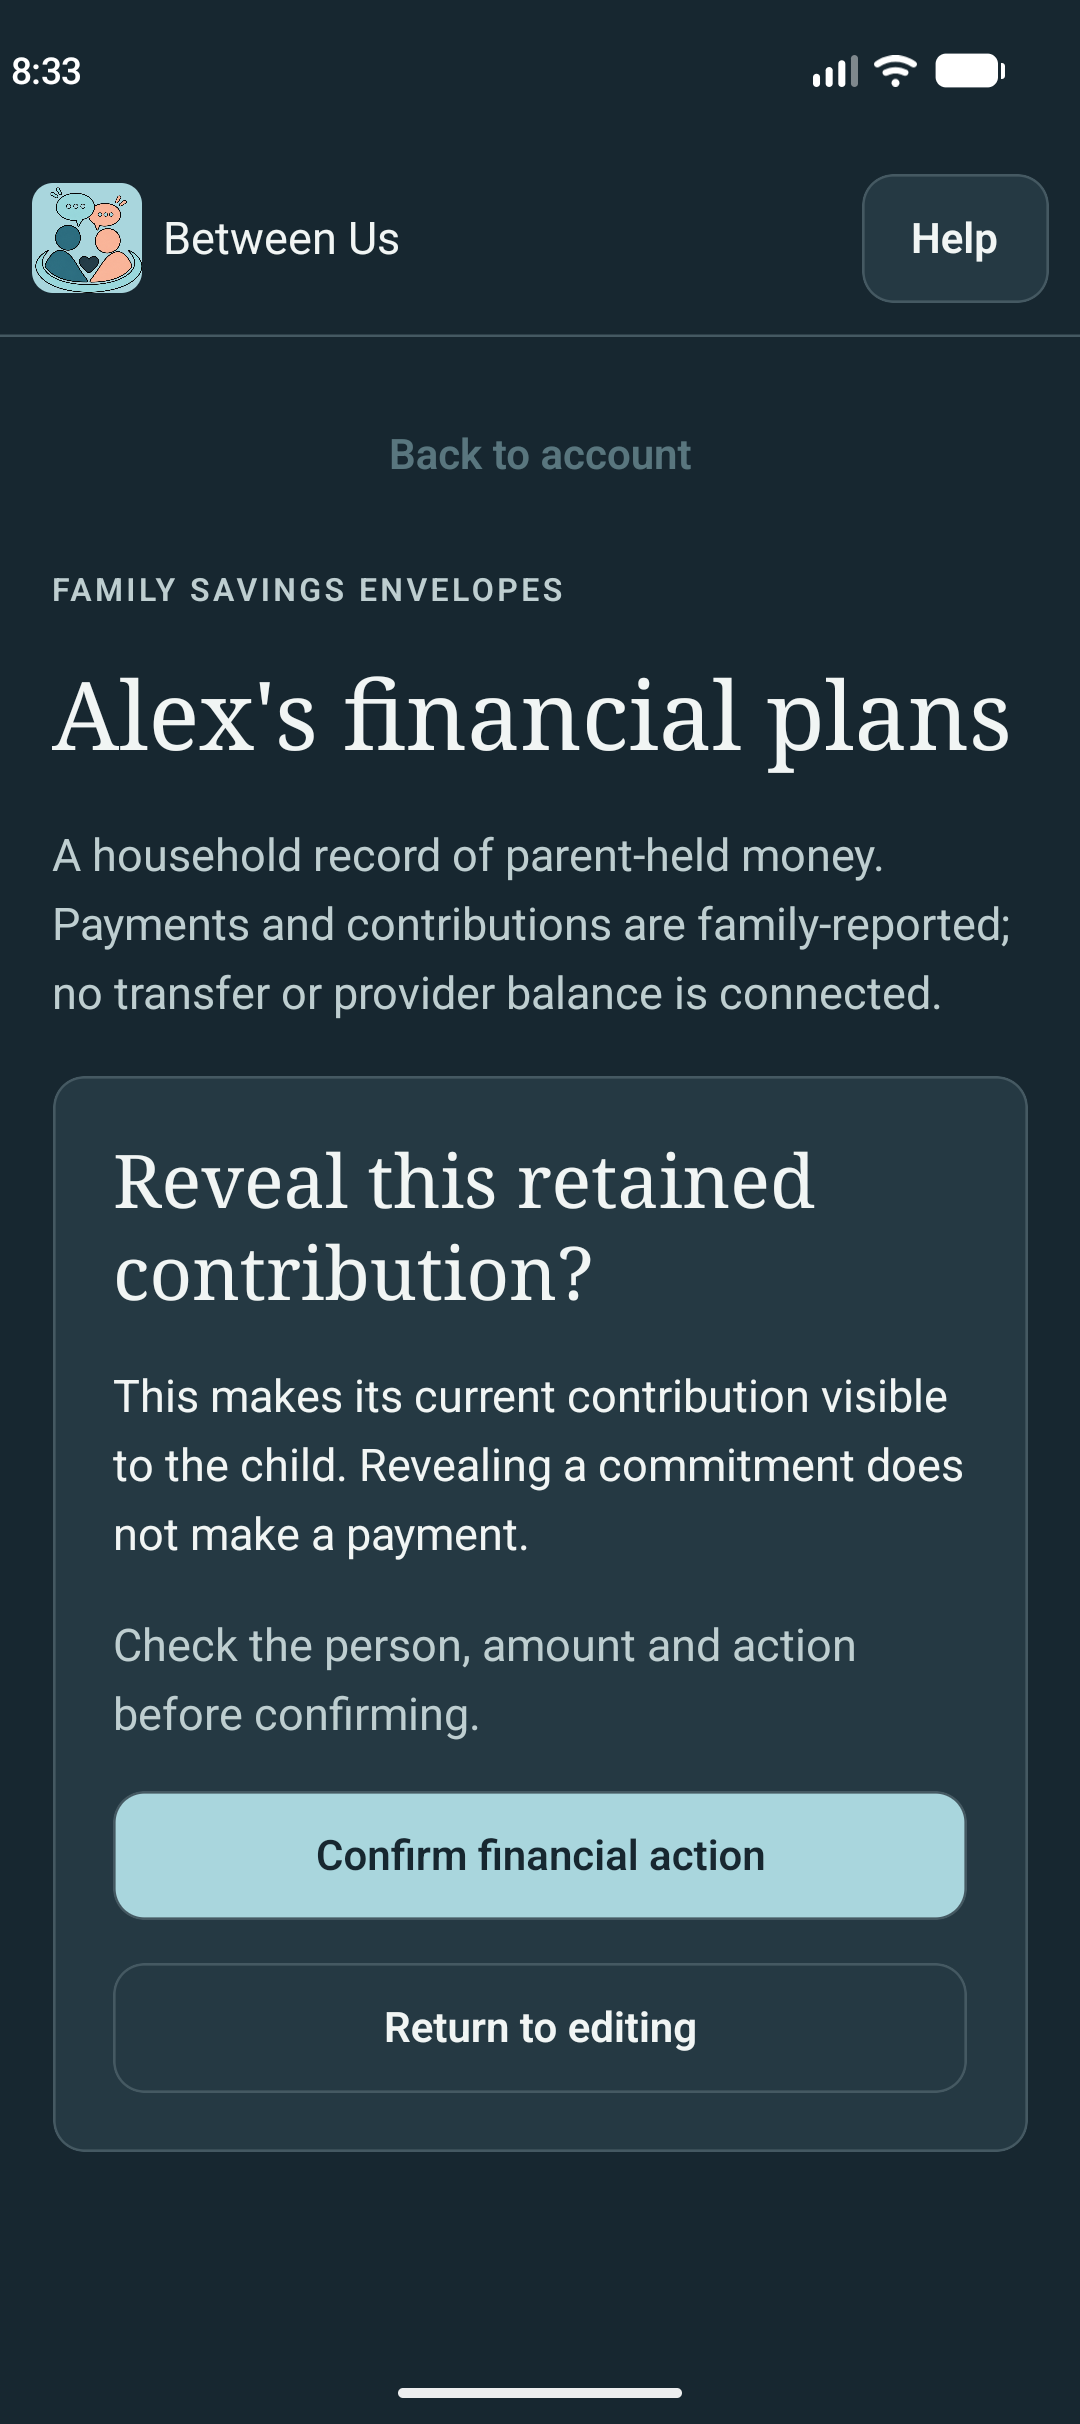 8:33
Between Us
Help
Back to account
FAMILY SAVINGS ENVELOPES
Alex's financial plans
A household record of parent-held money.
Payments and contributions are family-reported;
no transfer or provider balance is connected.
Reveal this retained
contribution?
This makes its current contribution visible
to the child. Revealing a commitment does
not make a payment.
Check the person, amount and action
before confirming.
Confirm financial action
Return to editing